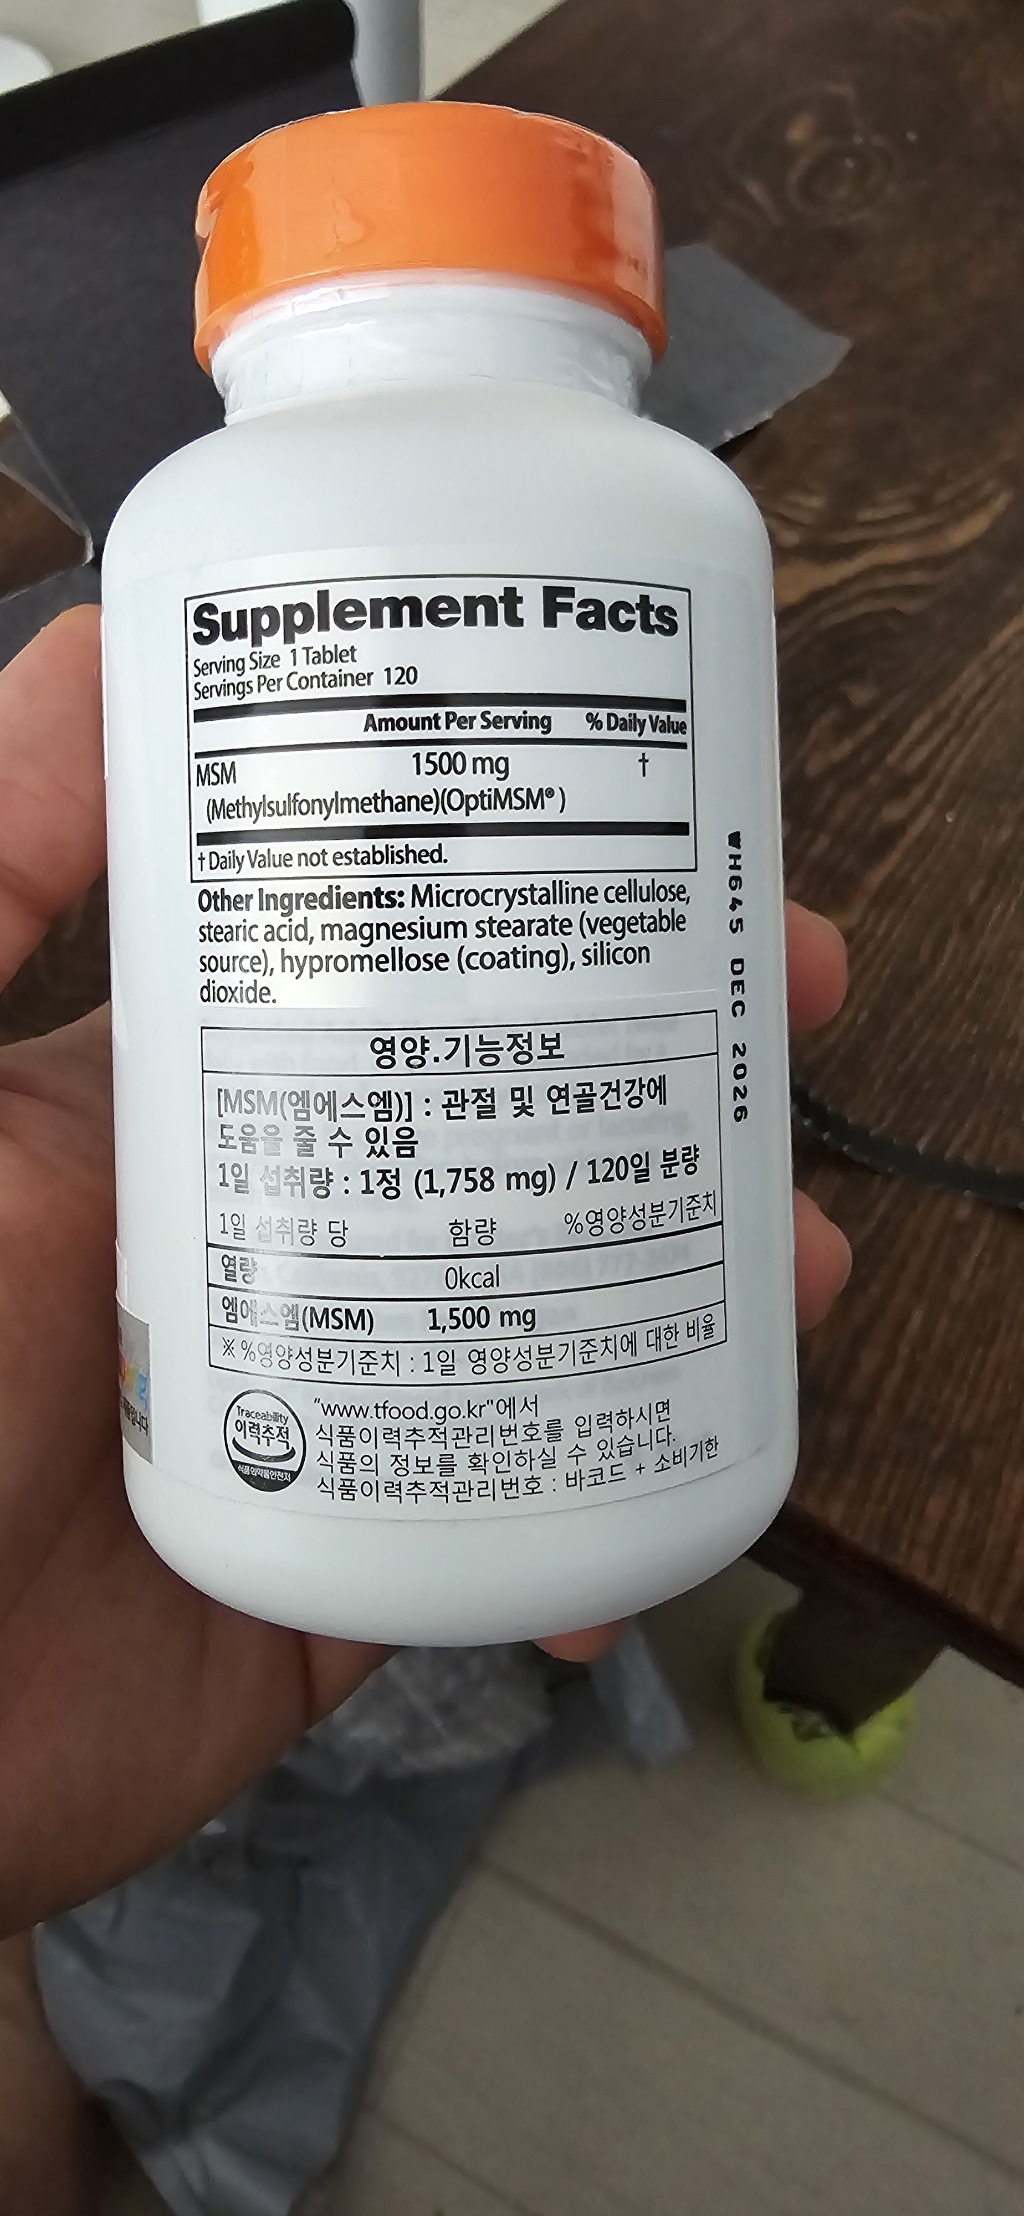 Supplement Facts
Serving Size 1 Tablet
Servings Per Container 120
Amount Per Serving % Daily Value
MSM 1500 mg †
(Methylsulfonylmethane)(OptiMSM®)
† Daily Value not established.
Other Ingredients: Microcrystalline cellulose,
stearic acid, magnesium stearate (vegetable
source), hypromellose (coating), silicon
dioxide.
WH645 DEC 2026
영양.기능정보
[MSM(엠에스엠)] : 관절 및 연골건강에
도움을 줄 수 있음
1일 섭취량 : 1정 (1,758 mg) / 120일 분량
1일 섭취량 당 함량 %영양성분기준치
열량 0kcal
엠에스엠(MSM) 1,500 mg
※ %영양성분기준치 : 1일 영양성분기준치에 대한 비율
Traceability
이력추적
식품의약품안전처
"www.tfood.go.kr"에서
식품이력추적관리번호를 입력하시면
식품의 정보를 확인하실 수 있습니다.
식품이력추적관리번호 : 바코드 + 소비기한